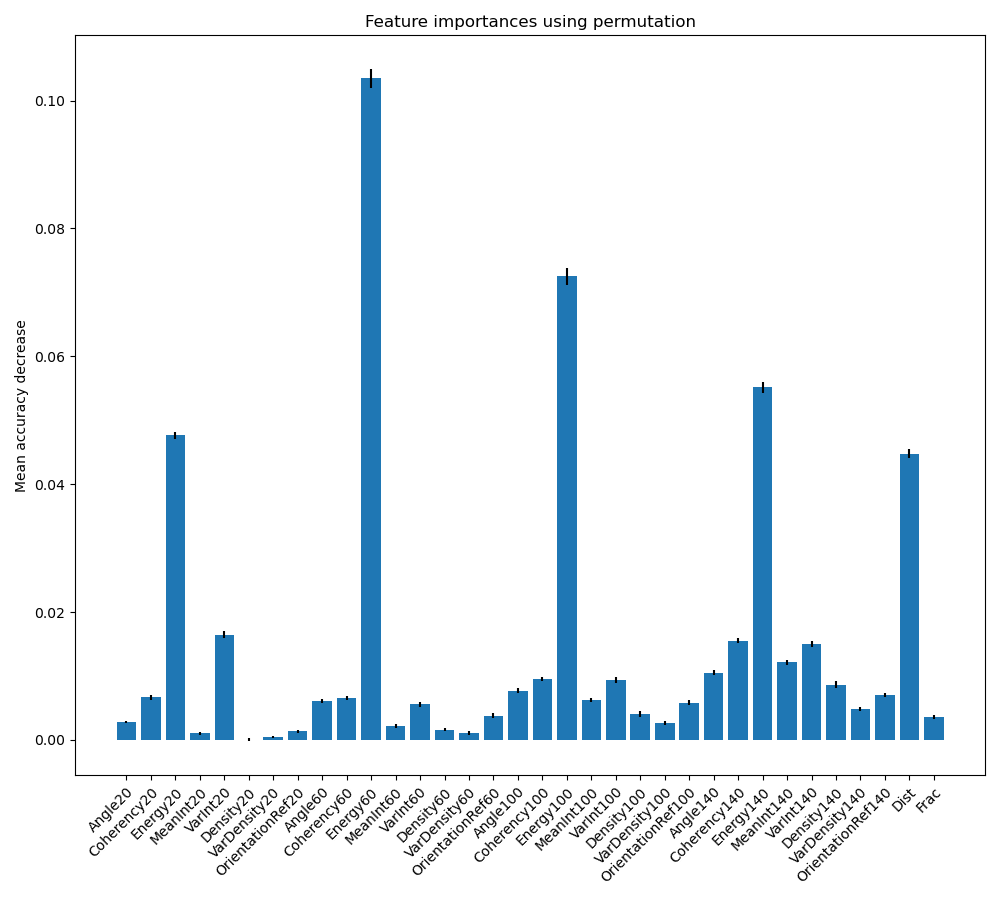 Feature importances using permutation
Mean accuracy decrease
0.10
0.08
0.06
0.04
0.02
0.00
Angle20
Coherency20
Energy20
MeanInt20
VarInt20
Density20
VarDensity20
OrientationRef20
Angle60
Coherency60
Energy60
MeanInt60
VarInt60
Density60
VarDensity60
OrientationRef60
Angle100
Coherency100
Energy100
MeanInt100
VarInt100
Density100
VarDensity100
OrientationRef100
Angle140
Coherency140
Energy140
MeanInt140
VarInt140
Density140
VarDensity140
OrientationRef140
Dist
Frac